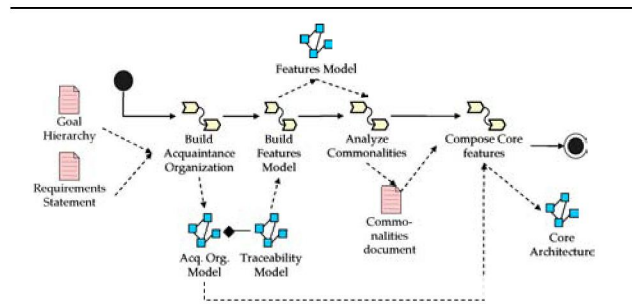 Features Model
Goal
Hierarchy
Build
Acquaintance
Organization
Build
Features
Model
Analyze
Commonalities
Compose Core
features
Requirements
Statement
Commo-
nalities
document
Core
Architecture
Acq. Org.
Model
Traceability
Model